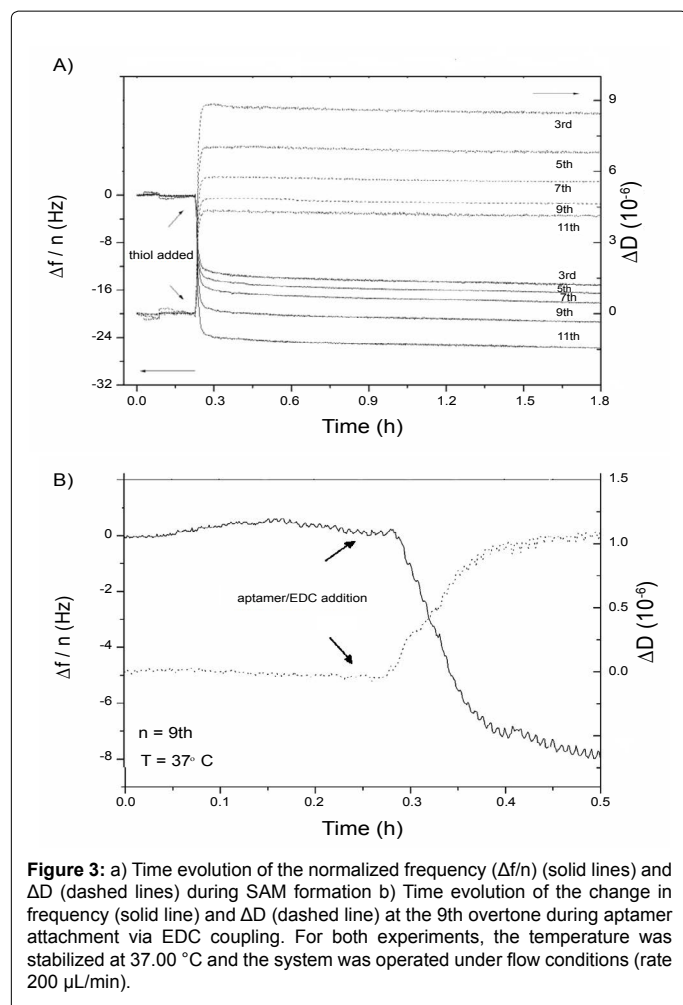 A)
0
-8
-16
-24
-32
Δf / n (Hz)
9
6
3
0
ΔD (10-6)
3rd
5th
7th
9th
11th
thiol added
3rd
5th
7th
9th
11th
0.0 0.3 0.6 0.9 1.2 1.5 1.8
Time (h)
B)
0
-2
-4
-6
-8
Δf / n (Hz)
1.5
1.0
0.5
0.0
ΔD (10-6)
aptamer/EDC addition
n = 9th
T = 37° C
0.0 0.1 0.2 0.3 0.4 0.5
Time (h)
Figure 3: a) Time evolution of the normalized frequency (Δf/n) (solid lines) and
ΔD (dashed lines) during SAM formation b) Time evolution of the change in
frequency (solid line) and ΔD (dashed line) at the 9th overtone during aptamer
attachment via EDC coupling. For both experiments, the temperature was
stabilized at 37.00 °C and the system was operated under flow conditions (rate
200 µL/min).